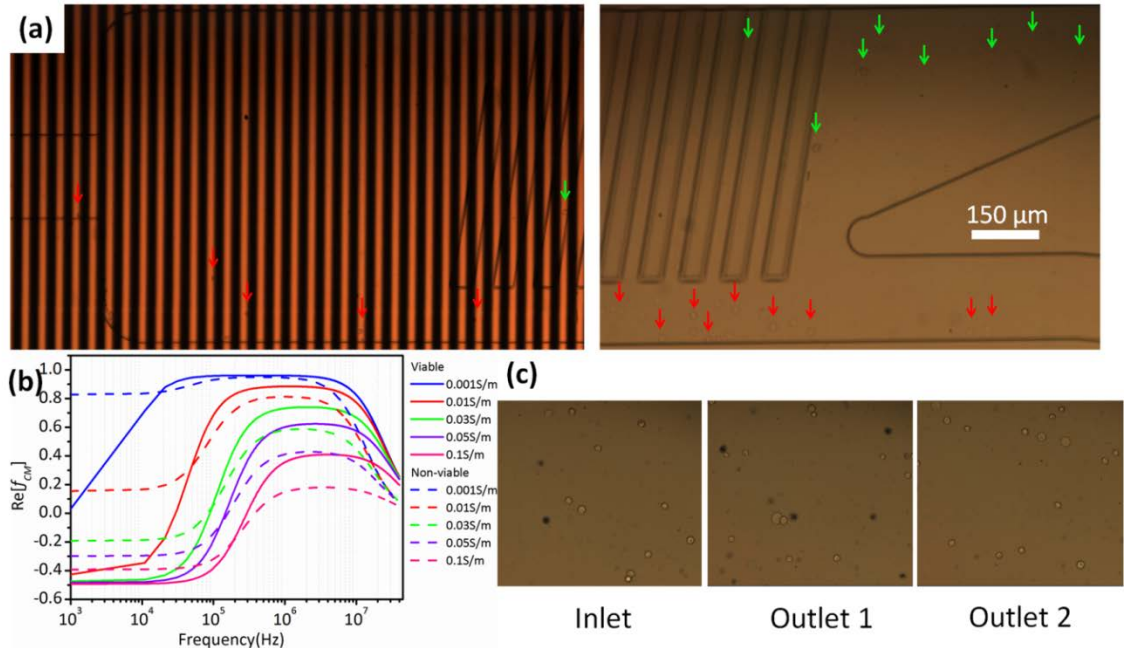 (a)
150 µm
(b)
1.0
0.8
0.6
0.4
0.2
0.0
-0.2
-0.4
-0.6
Re[fCM]
10^3
10^4
10^5
10^6
10^7
Frequency(Hz)
Viable
0.001S/m
0.01S/m
0.03S/m
0.05S/m
0.1S/m
Non-viable
0.001S/m
0.01S/m
0.03S/m
0.05S/m
0.1S/m
(c)
Inlet
Outlet 1
Outlet 2